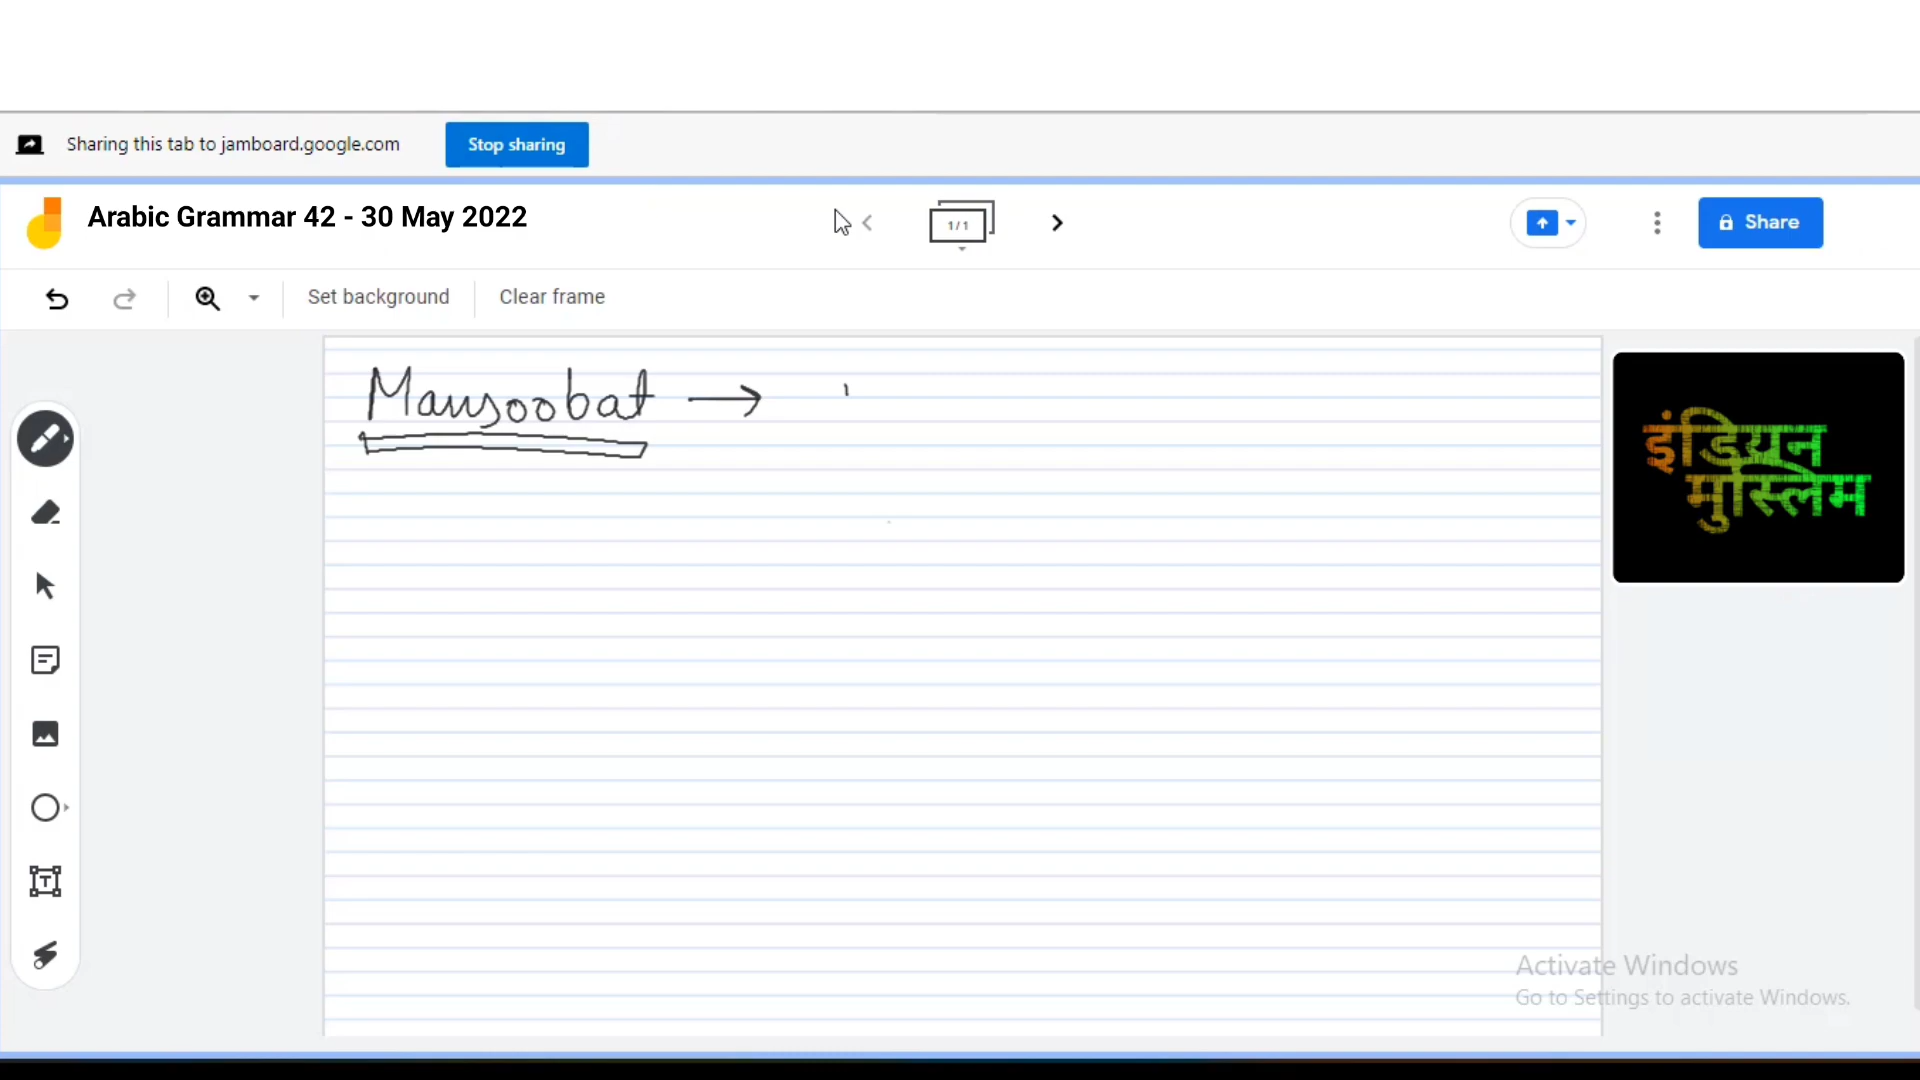 Sharing this tab to jamboard.google.com Stop sharing
Arabic Grammar 42 - 30 May 2022 1/1 Share
Set background Clear frame
Mansoobat →
इंडियन
मुस्लिम
Activate Windows
Go to Settings to activate Windows.